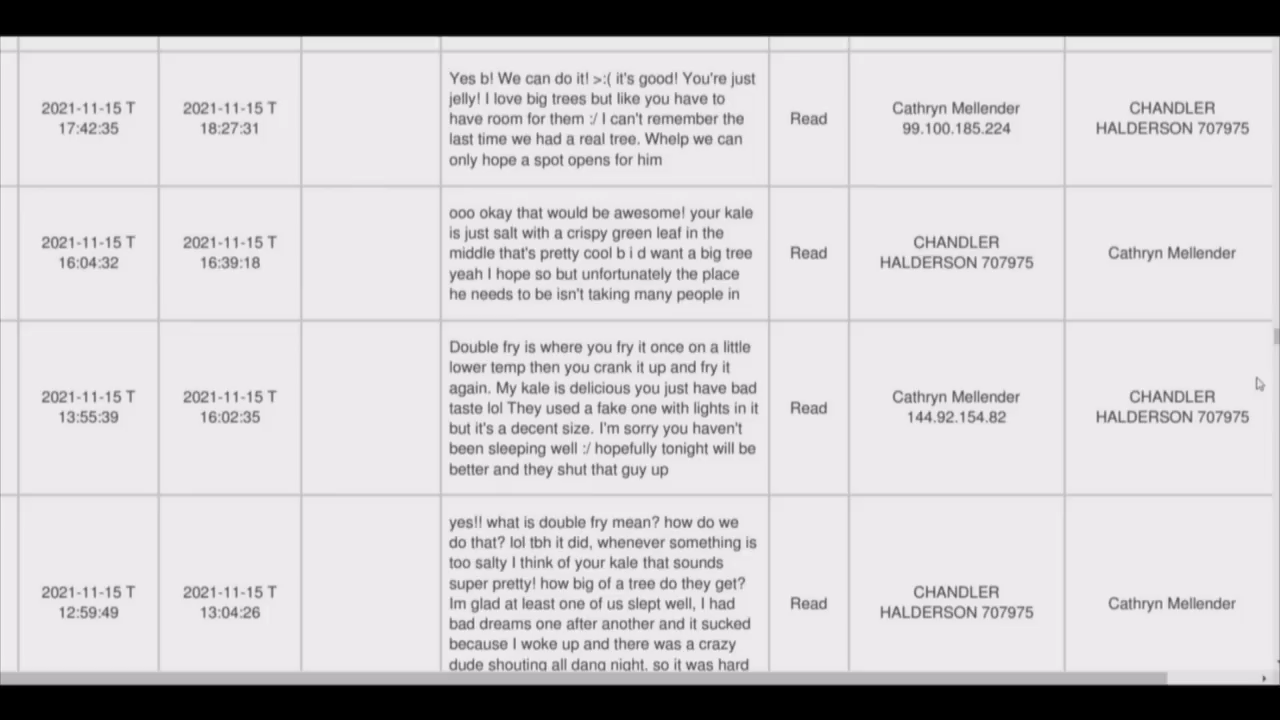 2021-11-15 T
17:42:35
2021-11-15 T
18:27:31
Yes b! We can do it! >:( it's good! You're just
jelly! I love big trees but like you have to
have room for them :/ I can't remember the
last time we had a real tree. Whelp we can
only hope a spot opens for him
Read
Cathryn Mellender
99.100.185.224
CHANDLER
HALDERSON 707975
2021-11-15 T
16:04:32
2021-11-15 T
16:39:18
ooo okay that would be awesome! your kale
is just salt with a crispy green leaf in the
middle that's pretty cool b i d want a big tree
yeah I hope so but unfortunately the place
he needs to be isn't taking many people in
Read
CHANDLER
HALDERSON 707975
Cathryn Mellender
2021-11-15 T
13:55:39
2021-11-15 T
16:02:35
Double fry is where you fry it once on a little
lower temp then you crank it up and fry it
again. My kale is delicious you just have bad
taste lol They used a fake one with lights in it
but it's a decent size. I'm sorry you haven't
been sleeping well :/ hopefully tonight will be
better and they shut that guy up
Read
Cathryn Mellender
144.92.154.82
CHANDLER
HALDERSON 707975
2021-11-15 T
12:59:49
2021-11-15 T
13:04:26
yes!! what is double fry mean? how do we
do that? lol tbh it did, whenever something is
too salty I think of your kale that sounds
super pretty! how big of a tree do they get?
Im glad at least one of us slept well, I had
bad dreams one after another and it sucked
because I woke up and there was a crazy
dude shouting all dang night, so it was hard
Read
CHANDLER
HALDERSON 707975
Cathryn Mellender